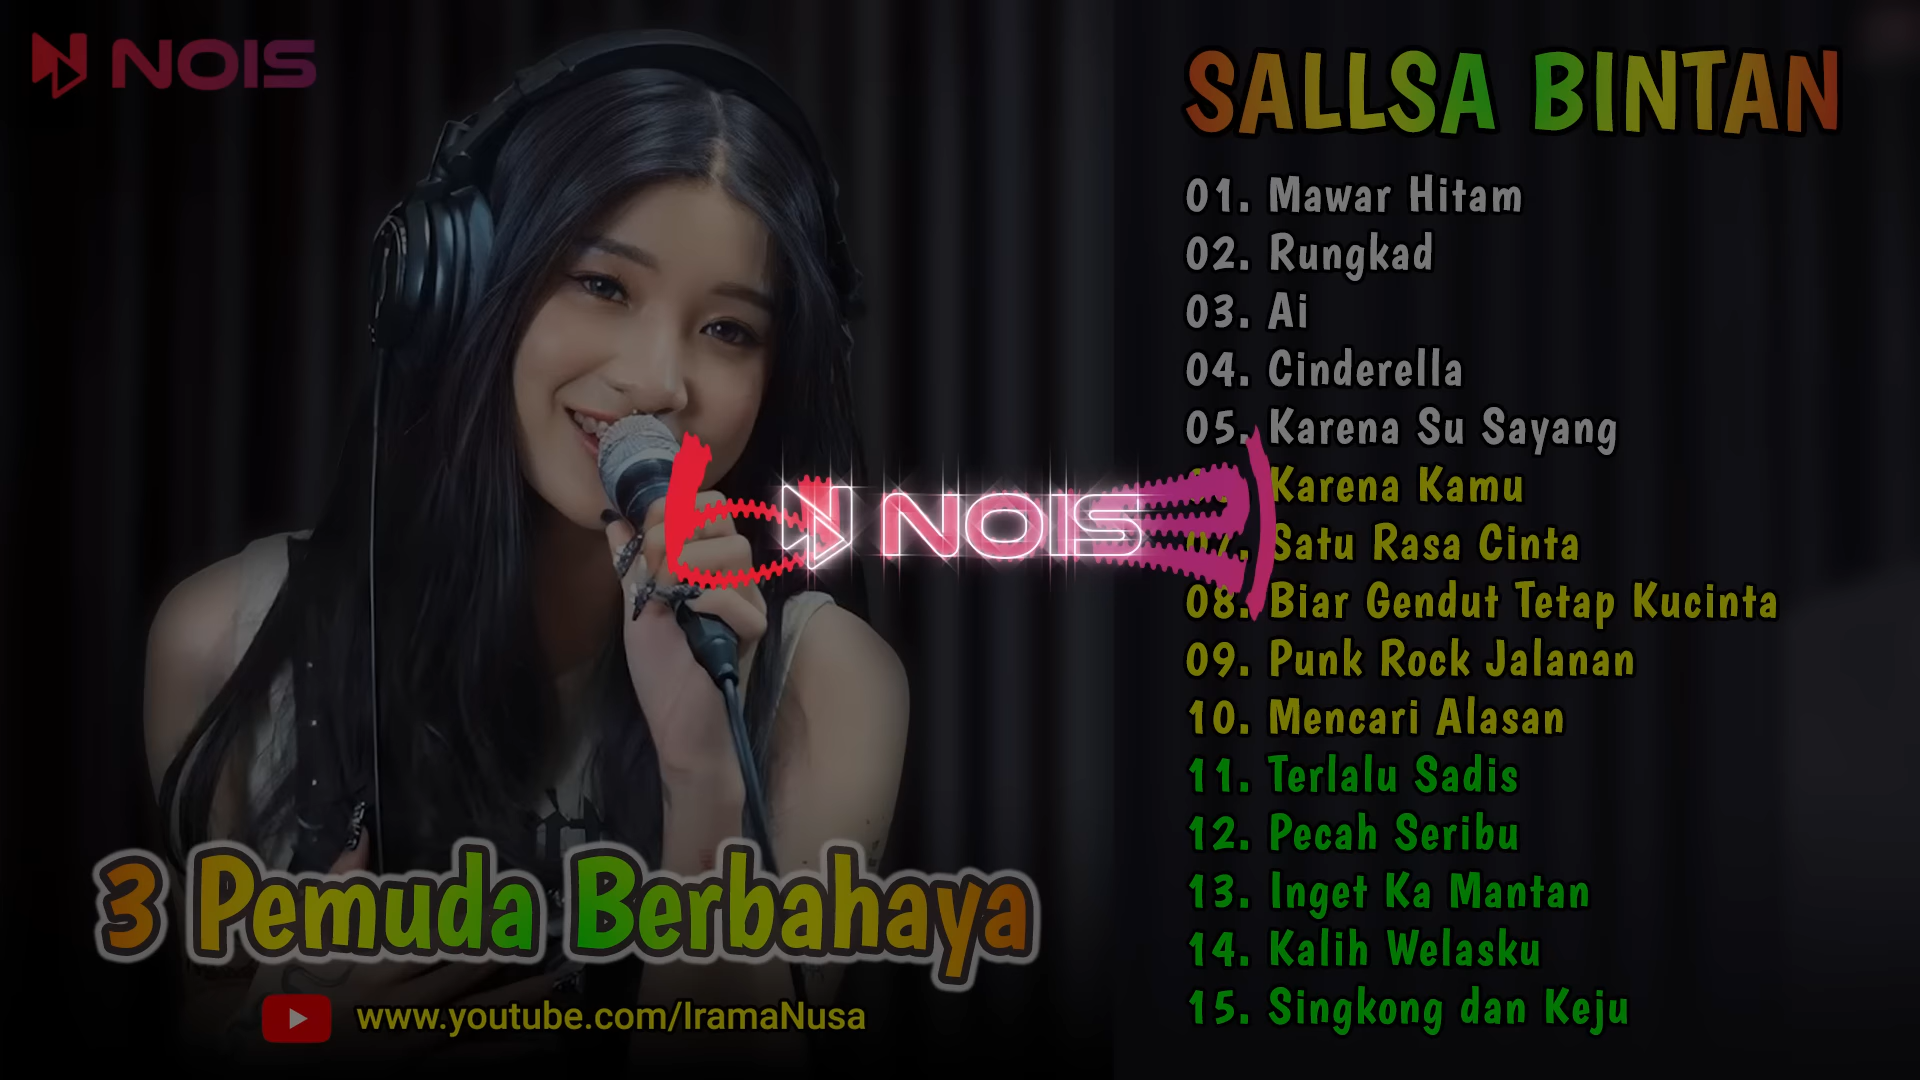 NOIS
SALLSA BINTAN
01. Mawar Hitam
02. Rungkad
03. Ai
04. Cinderella
05. Karena Su Sayang
Karena Kamu
Satu Rasa Cinta
08. Biar Gendut Tetap Kucinta
09. Punk Rock Jalanan
10. Mencari Alasan
11. Terlalu Sadis
12. Pecah Seribu
13. Inget Ka Mantan
14. Kalih Welasku
15. Singkong dan Keju
NOIS
3 Pemuda Berbahaya
www.youtube.com/IramaNusa